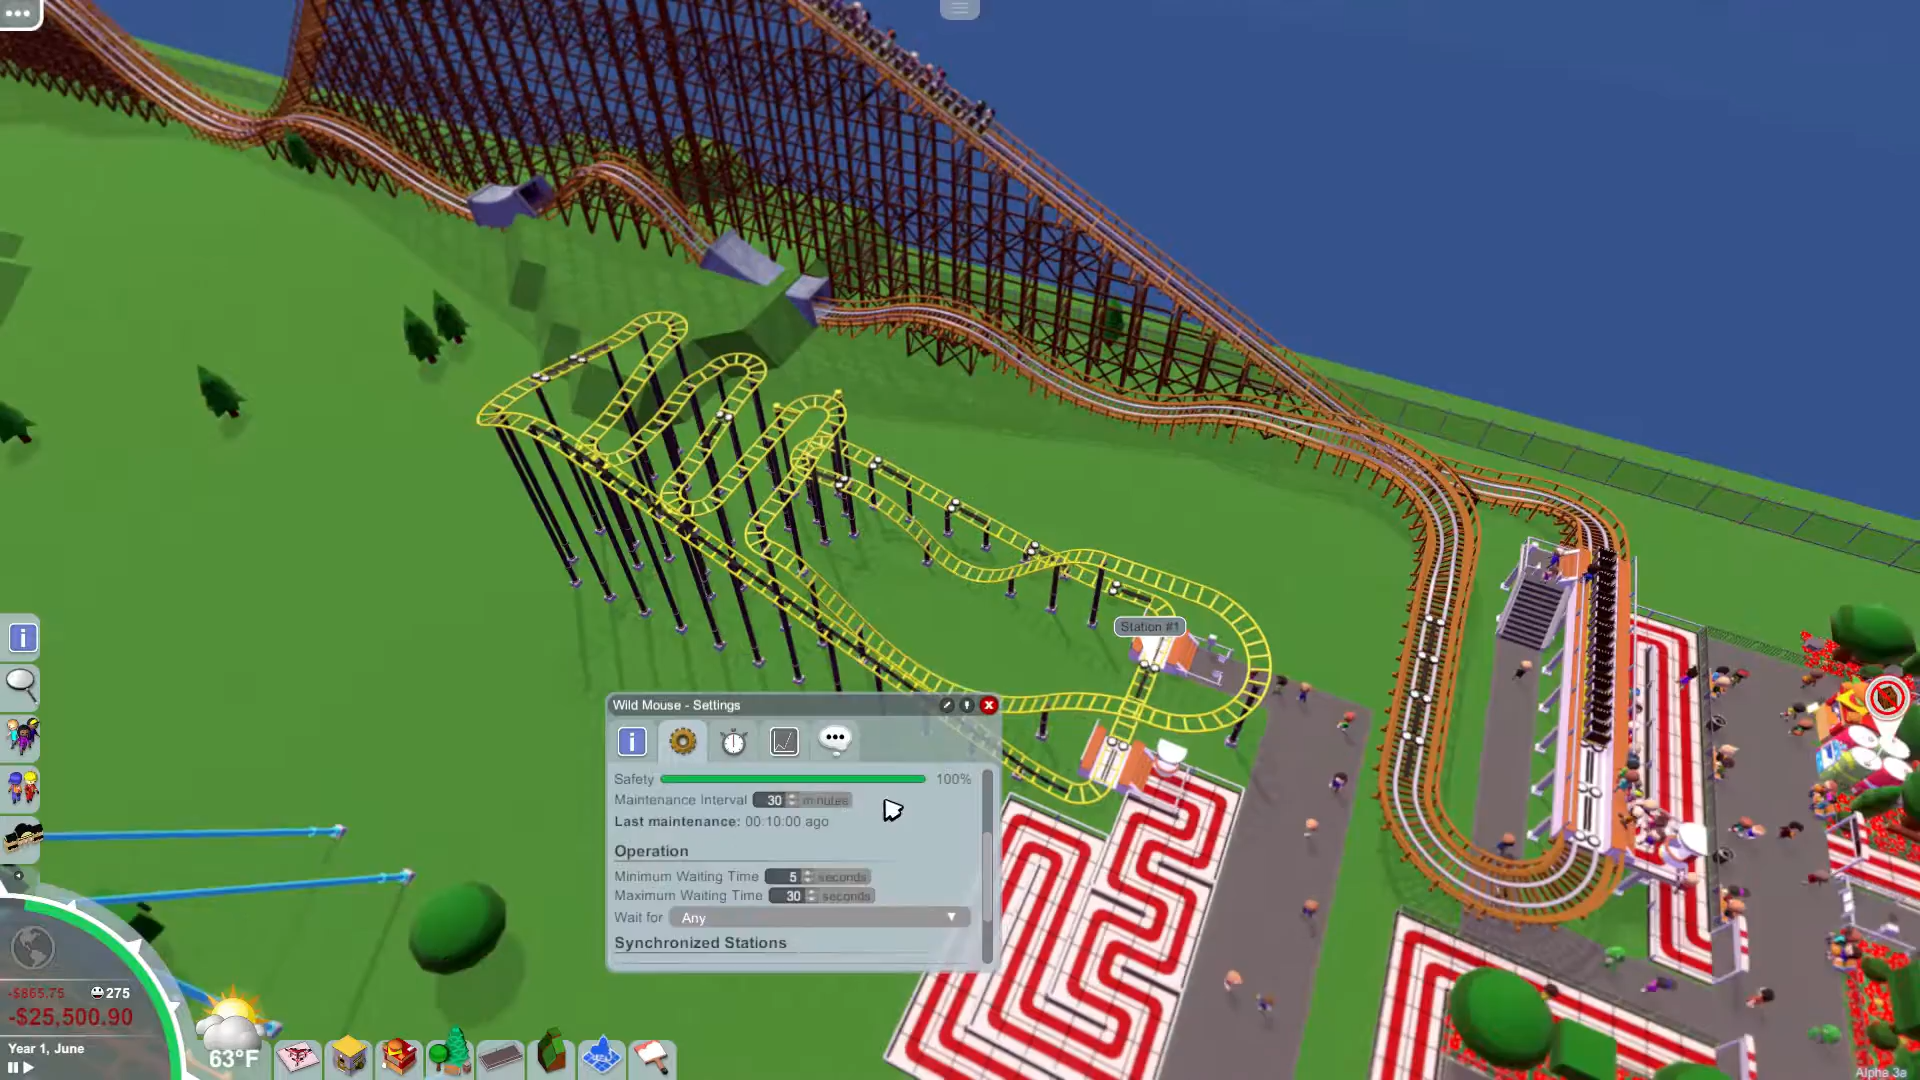 Station #1
Wild Mouse - Settings
Safety 100%
Maintenance Interval 30 minutes
Last maintenance: 00:10:00 ago
Operation
Minimum Waiting Time 5 seconds
Maximum Waiting Time 30 seconds
Wait for Any
Synchronized Stations
-$865.75 275
-$25,500.90
Year 1, June
63°F
Alpha 3a